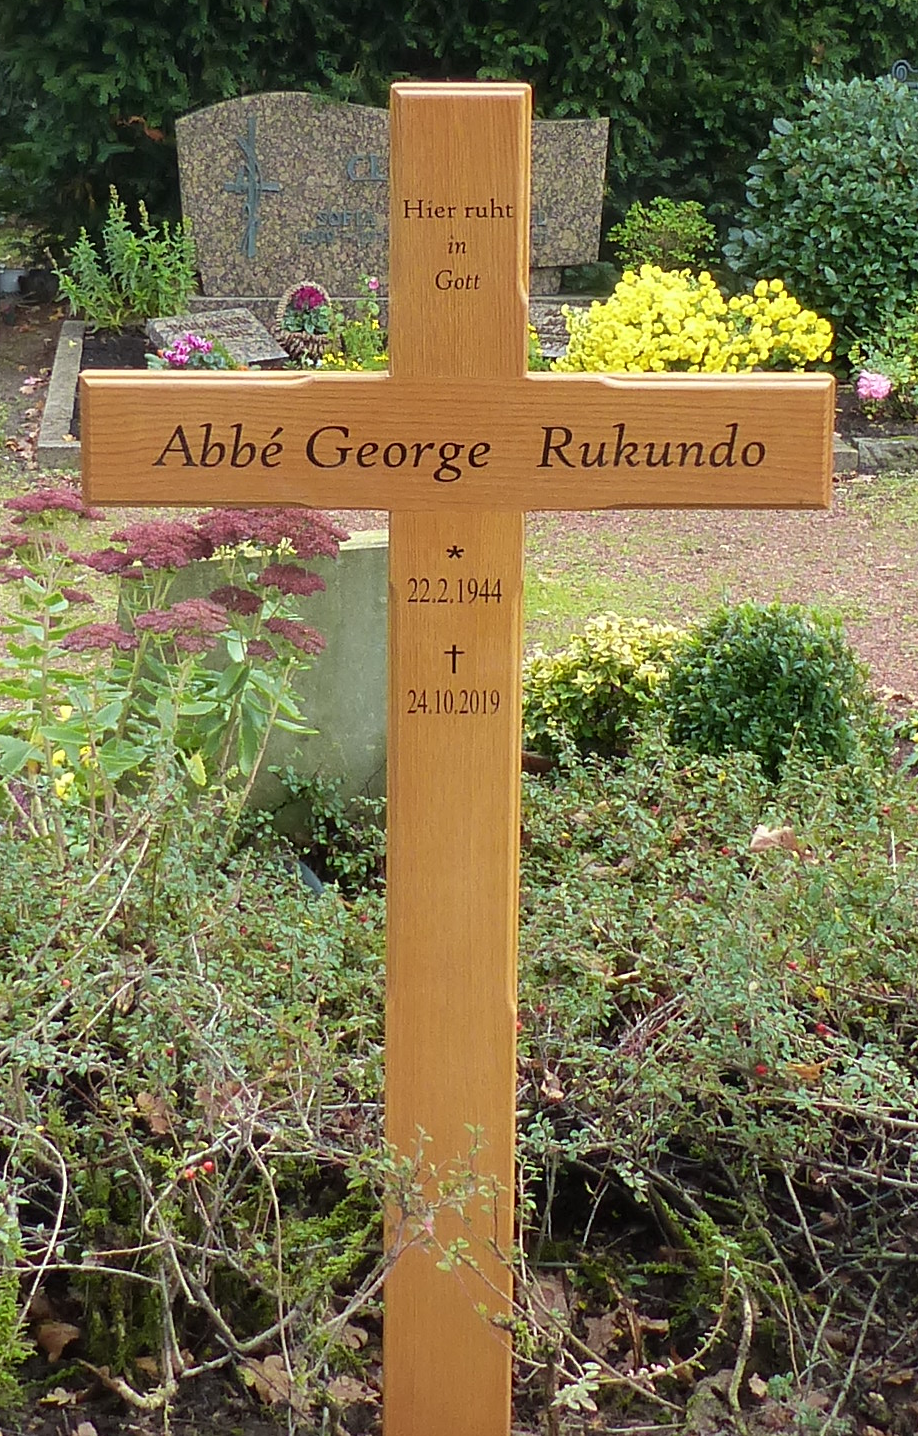 Hier ruht
in
Gott
Abbé George Rukundo
*
22.2.1944
†
24.10.2019